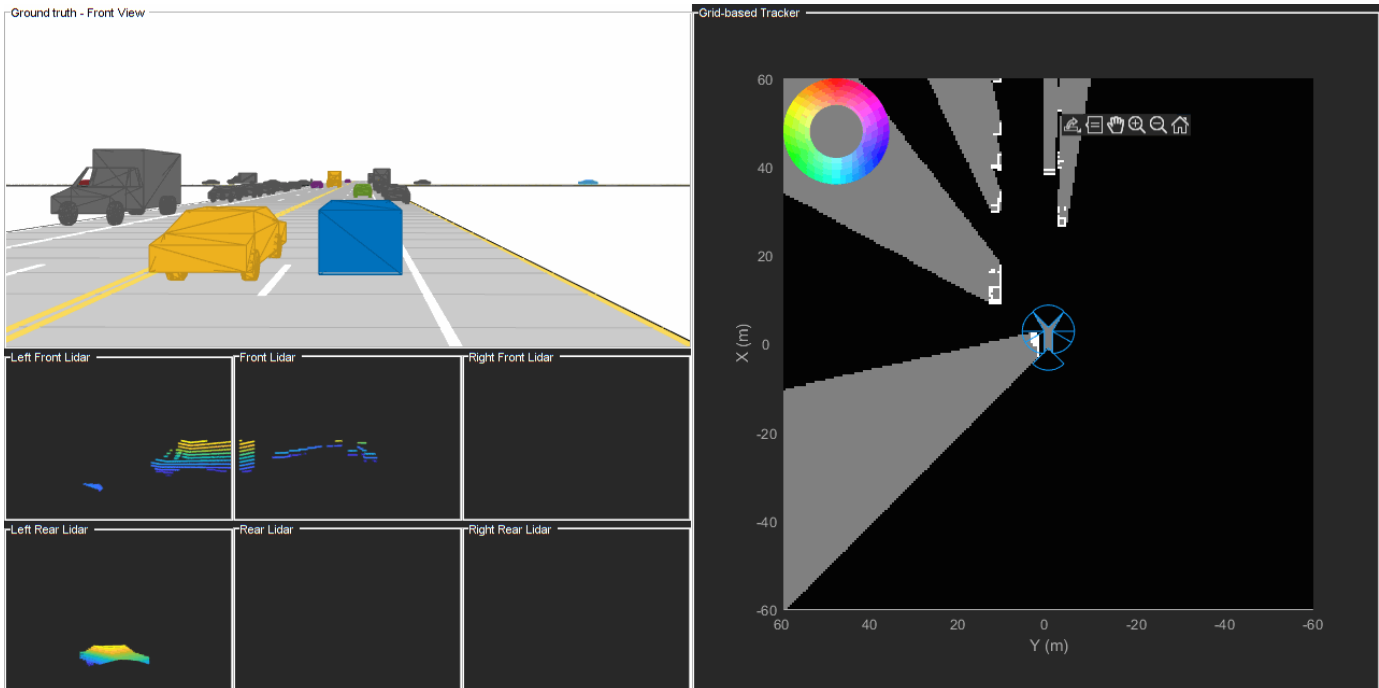 Ground truth - Front View
Grid-based Tracker
Left Front Lidar
Front Lidar
Right Front Lidar
Left Rear Lidar
Rear Lidar
Right Rear Lidar
60
40
20
0
-20
-40
-60
X (m)
60
40
20
0
-20
-40
-60
Y (m)